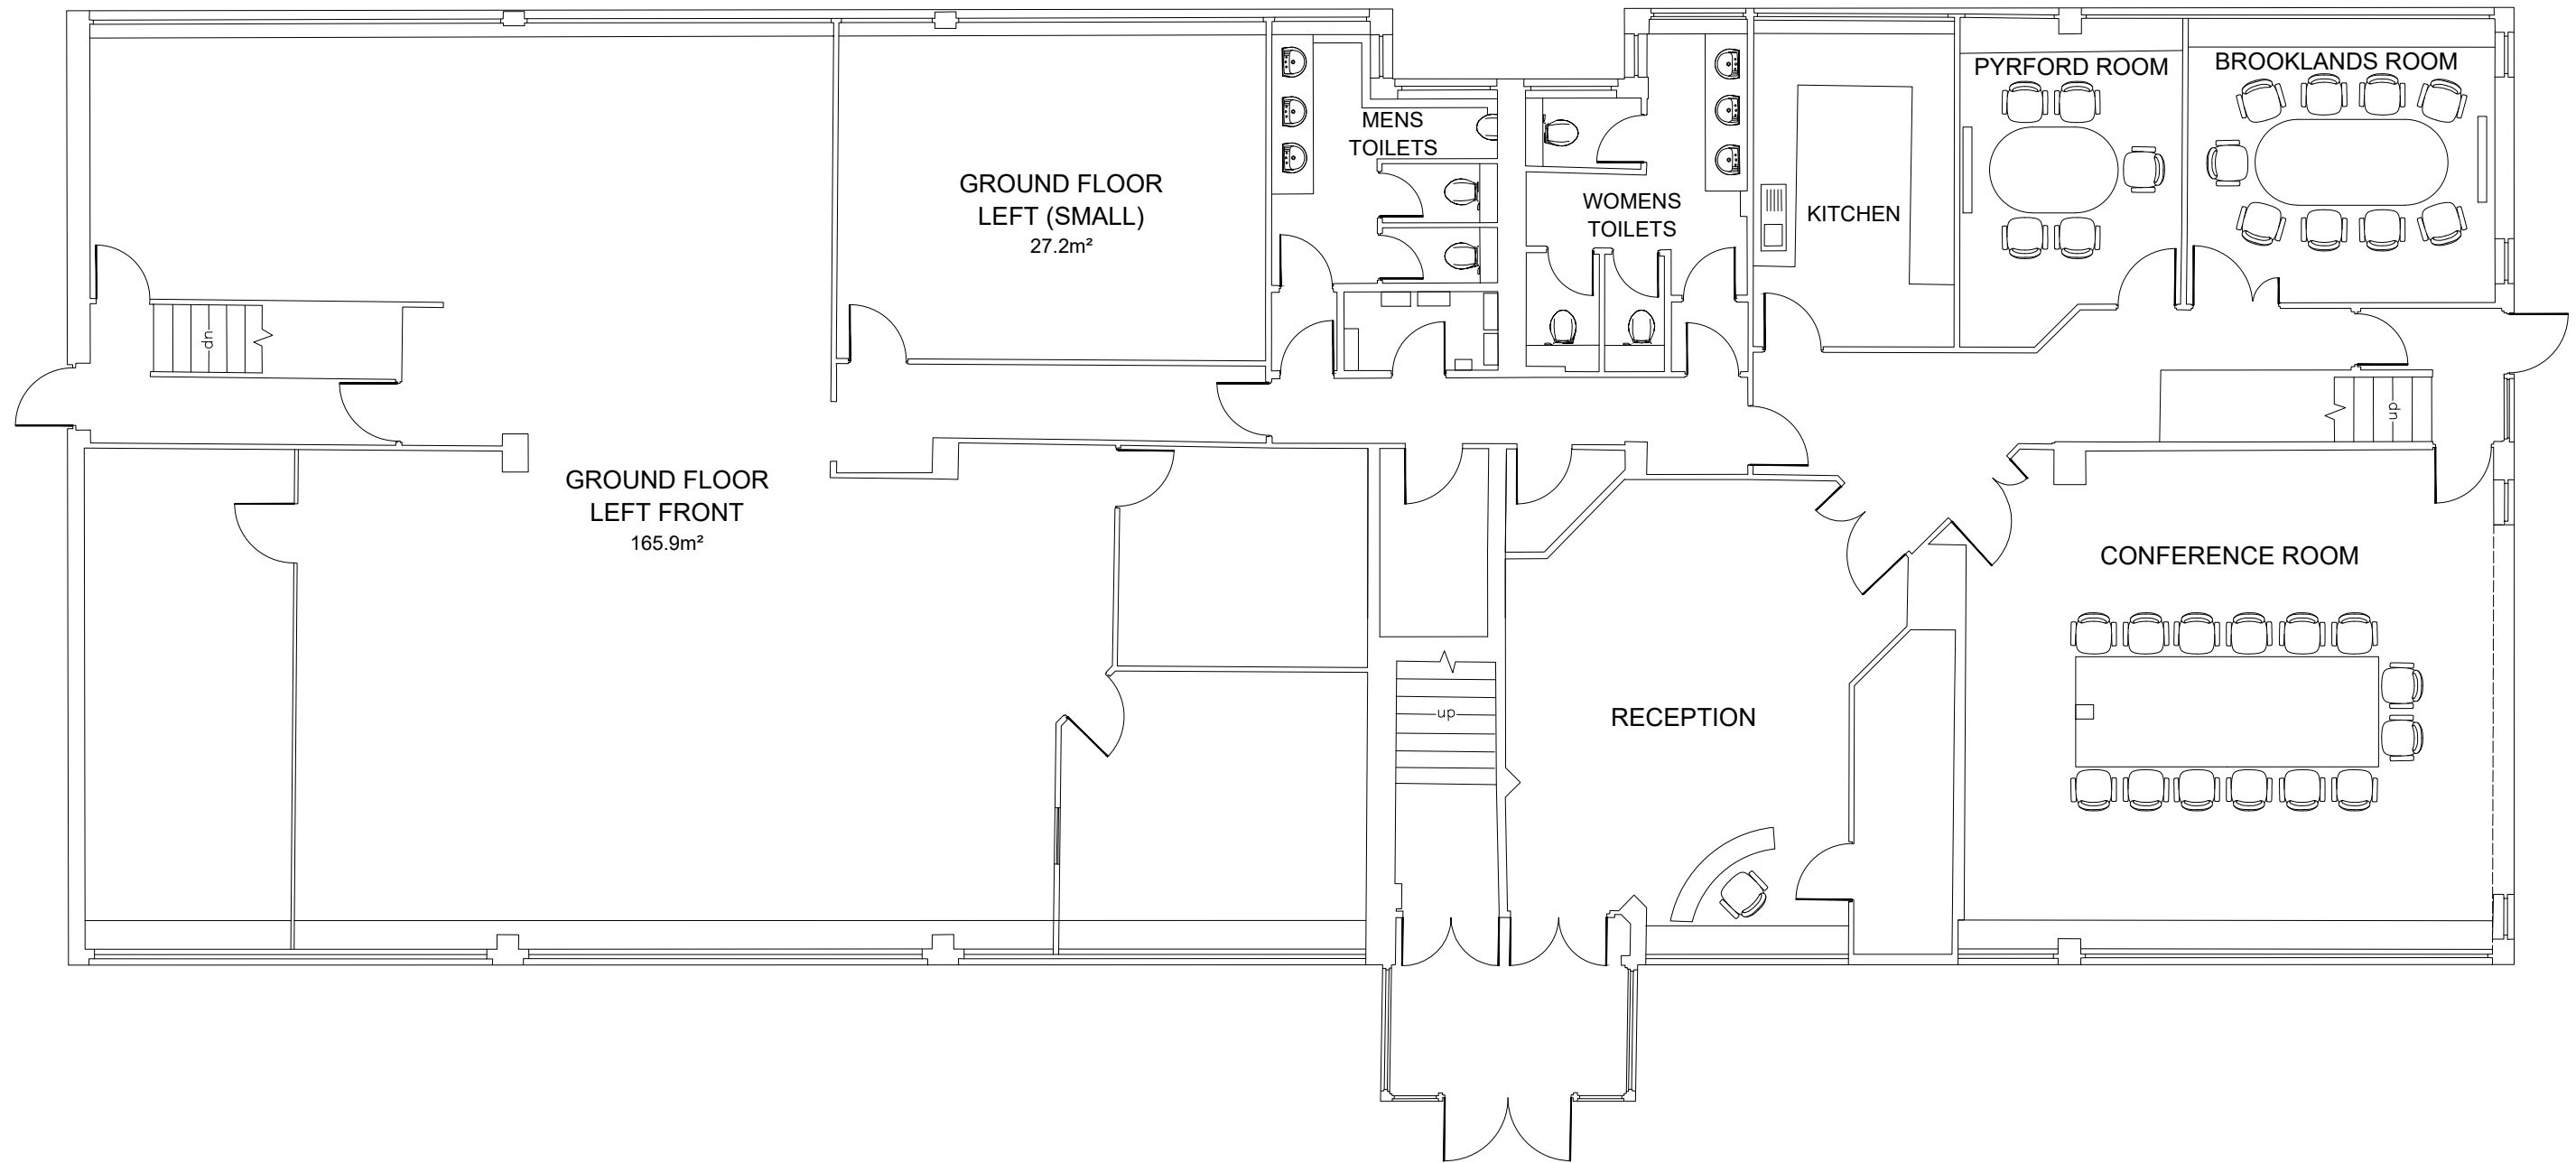 PYRFORD ROOM
BROOKLANDS ROOM
MENS
TOILETS
GROUND FLOOR
LEFT (SMALL)
27.2m²
WOMENS
TOILETS
KITCHEN
dn
dn
GROUND FLOOR
LEFT FRONT
165.9m²
CONFERENCE ROOM
up
RECEPTION